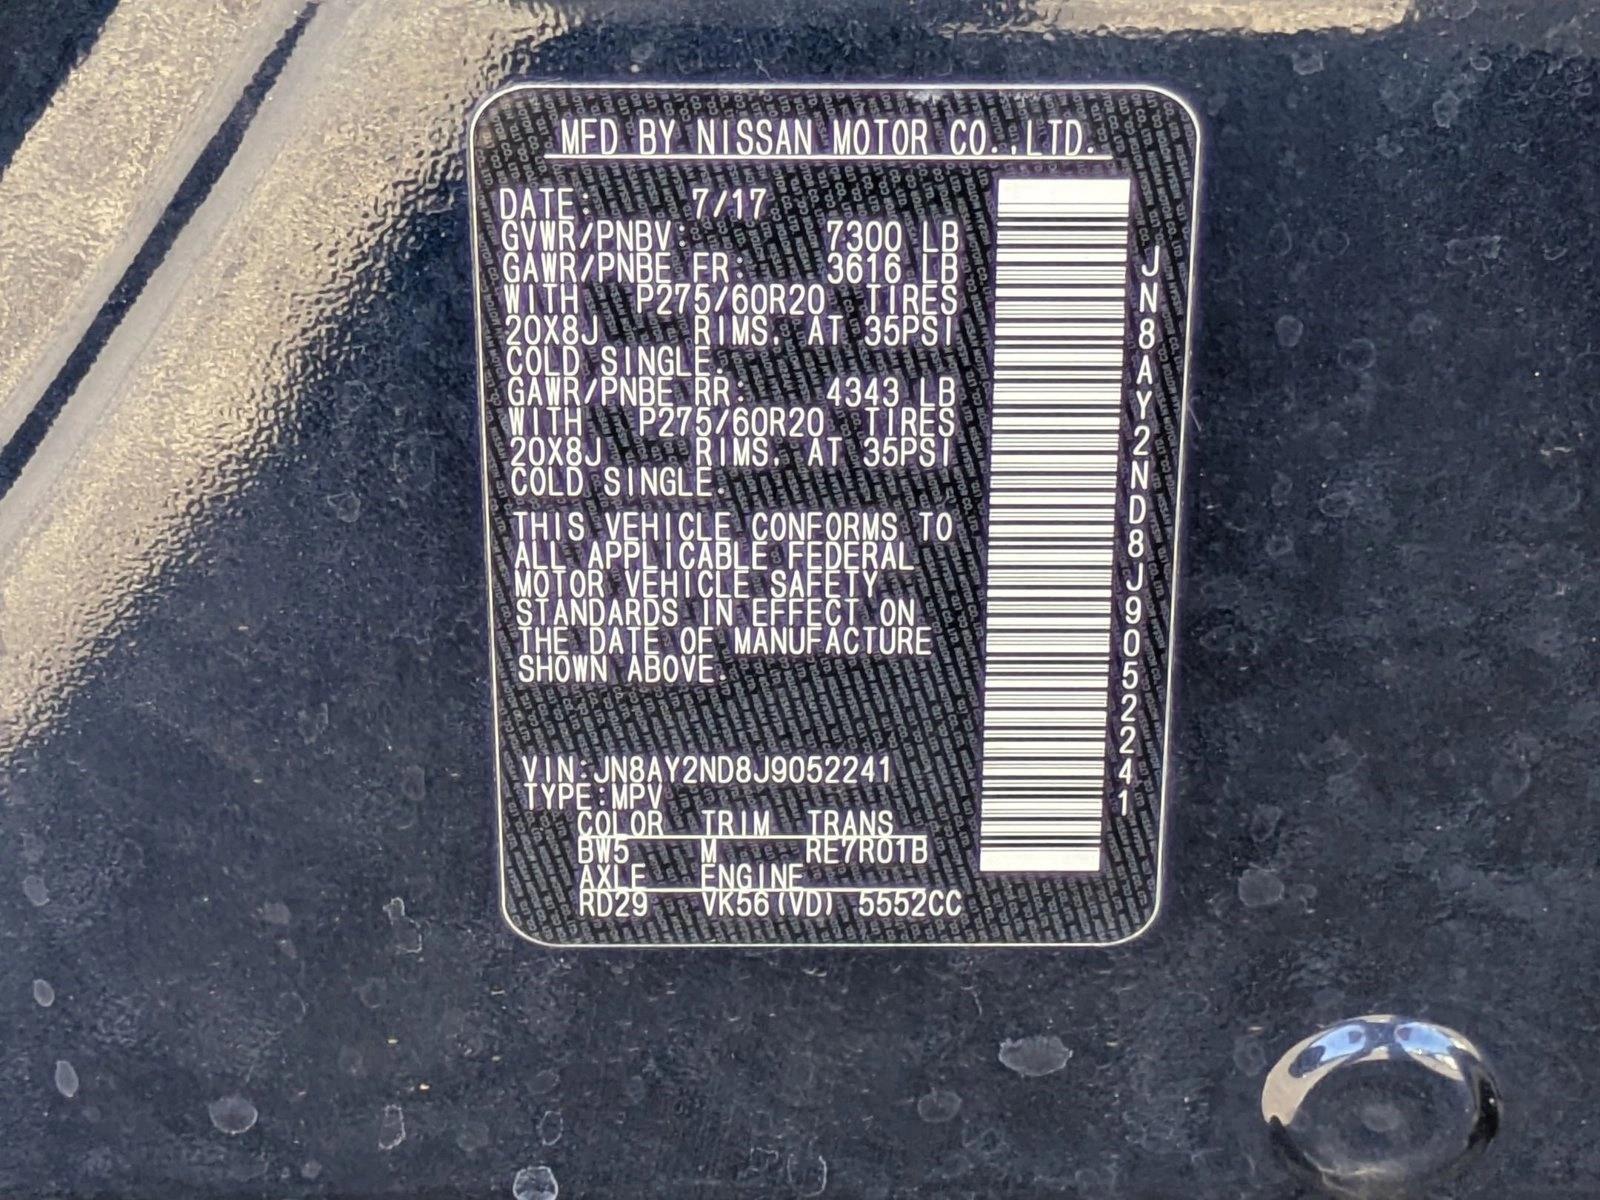 MFD BY NISSAN MOTOR CO.,LTD.
DATE: 7/17
GVWR/PNBV: 7300 LB
GAWR/PNBE FR: 3616 LB
WITH P275/60R20 TIRES
20X8J RIMS, AT 35PSI
COLD SINGLE.
GAWR/PNBE RR: 4343 LB
WITH P275/60R20 TIRES
20X8J RIMS, AT 35PSI
COLD SINGLE.
THIS VEHICLE CONFORMS TO
ALL APPLICABLE FEDERAL
MOTOR VEHICLE SAFETY
STANDARDS IN EFFECT ON
THE DATE OF MANUFACTURE
SHOWN ABOVE.
VIN:JN8AY2ND8J9052241
TYPE:MPV
COLOR TRIM TRANS
BW5 M RE7R01B
AXLE ENGINE
RD29 VK56(VD) 5552CC
JN8AY2ND8J9052241